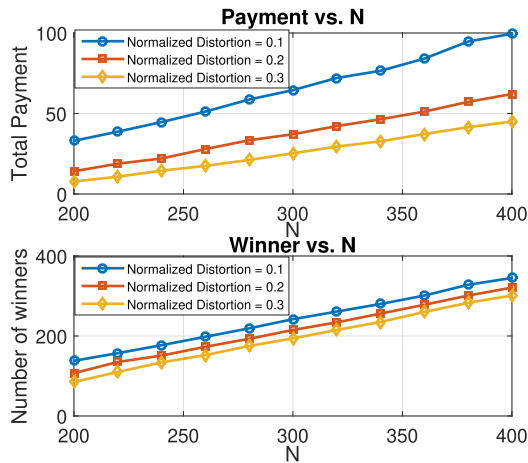 Payment vs. N
Total Payment
100
50
0
Normalized Distortion = 0.1
Normalized Distortion = 0.2
Normalized Distortion = 0.3
200 250 300 350 400
N
Winner vs. N
Number of winners
400
200
0
Normalized Distortion = 0.1
Normalized Distortion = 0.2
Normalized Distortion = 0.3
200 250 300 350 400
N